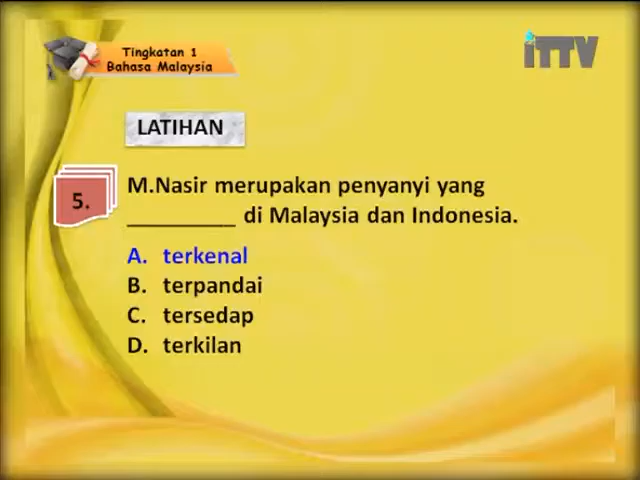 Tingkatan 1
Bahasa Malaysia
iTTV
LATIHAN
5.
M.Nasir merupakan penyanyi yang
_________ di Malaysia dan Indonesia.
A. terkenal
B. terpandai
C. tersedap
D. terkilan